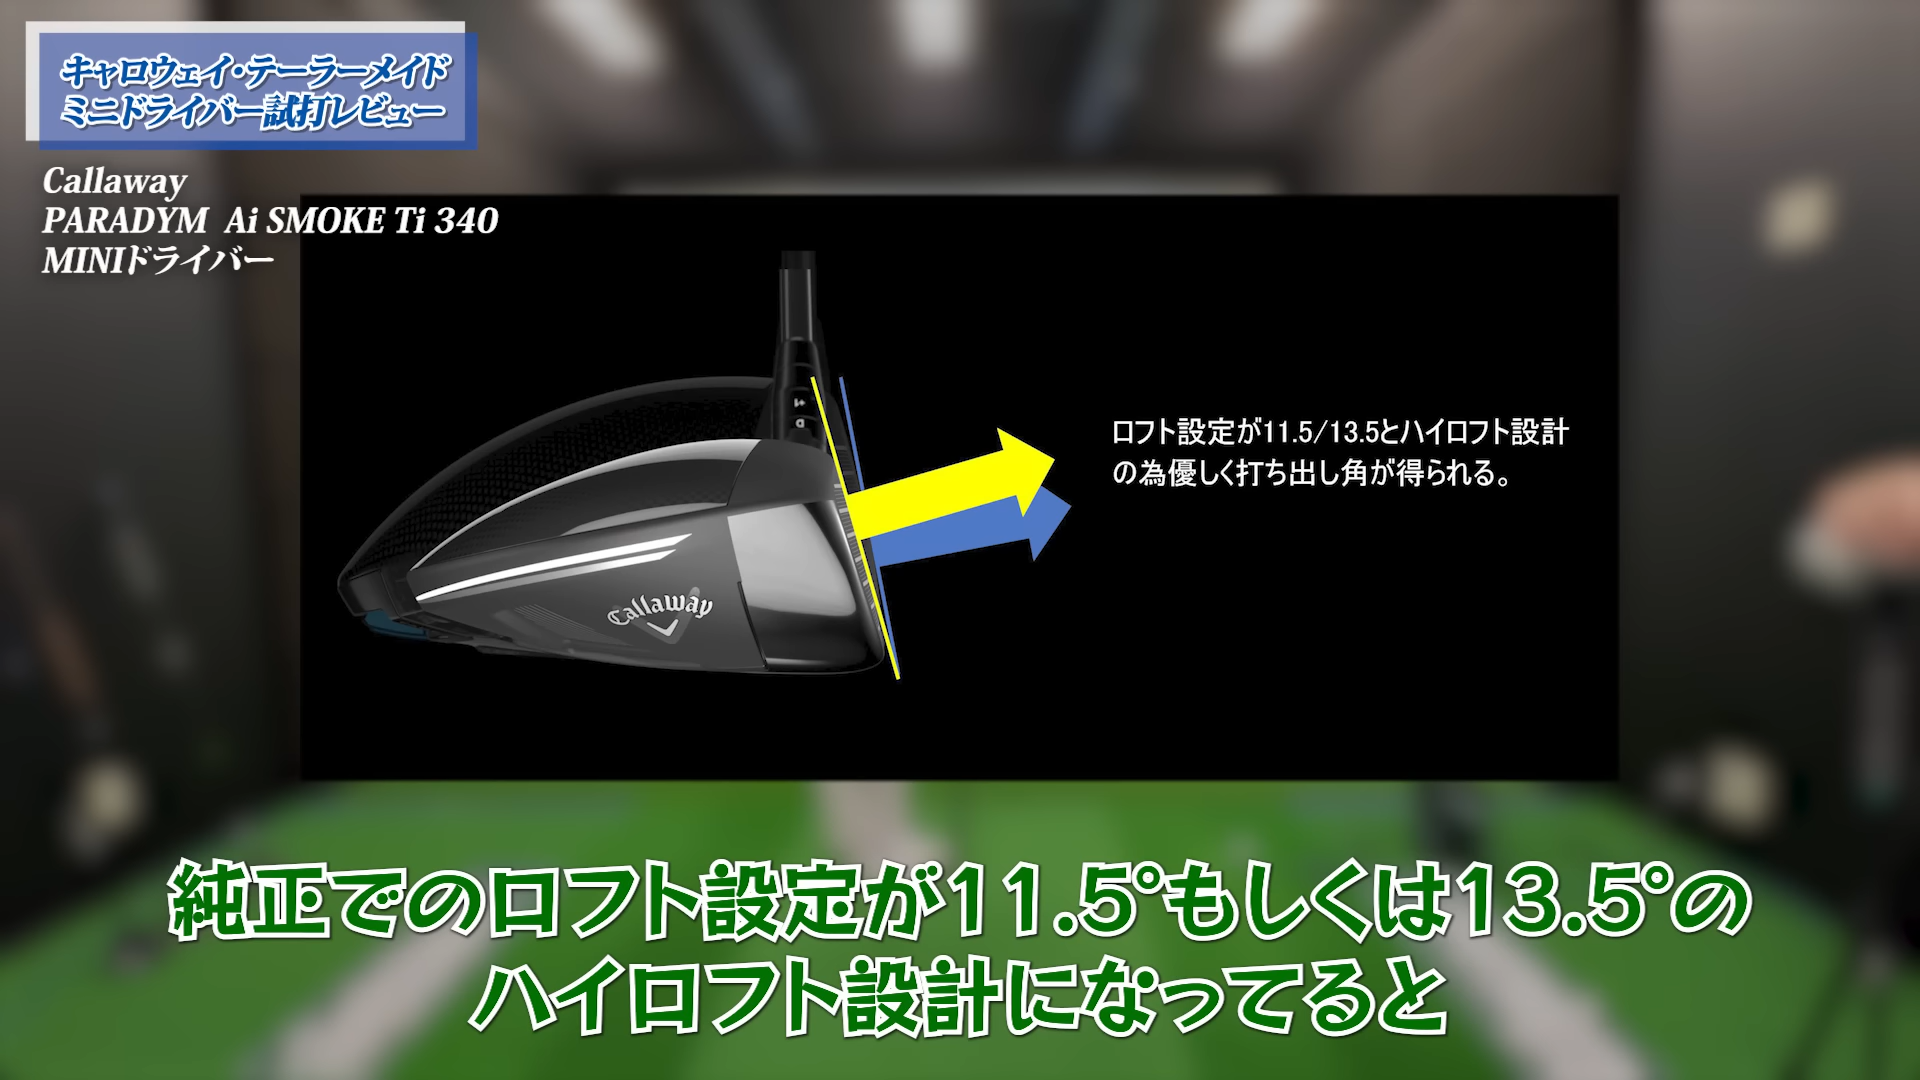 キャロウェイ・テーラーメイド
ミニドライバー試打レビュー
Callaway
PARADYM Ai SMOKE Ti 340
MINIドライバー
ロフト設定が11.5/13.5とハイロフト設計
の為優しく打ち出し角が得られる。
Callaway
純正でのロフト設定が11.5°もしくは13.5°の
ハイロフト設計になってると